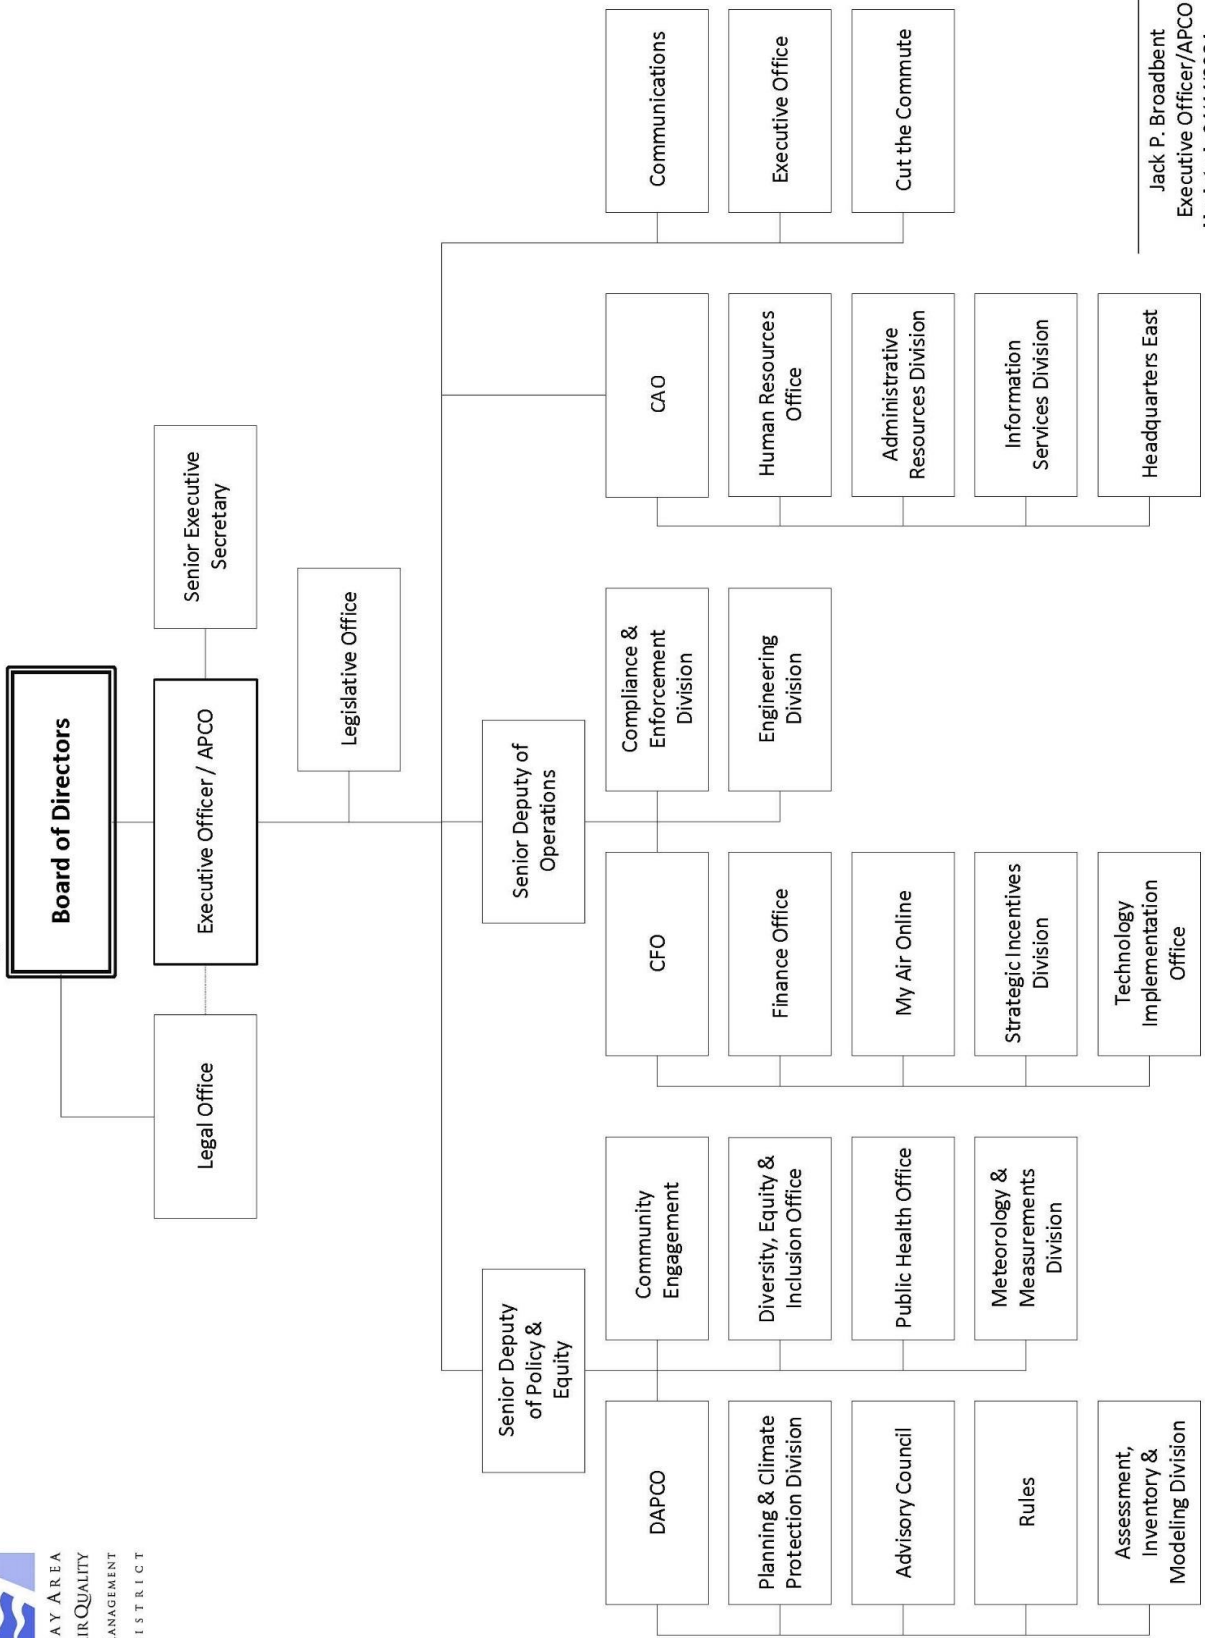 AY AREA
IR QUALITY
ANAGEMENT
ISTRICT
Board of Directors
Legal Office
Executive Officer / APCO
Senior Executive
Secretary
Legislative Office
Senior Deputy
of Policy &
Equity
Senior Deputy of
Operations
DAPCO
Planning & Climate
Protection Division
Advisory Council
Rules
Assessment,
Inventory &
Modeling Division
Community
Engagement
Diversity, Equity &
Inclusion Office
Public Health Office
Meteorology &
Measurements
Division
CFO
Finance Office
My Air Online
Strategic Incentives
Division
Technology
Implementation
Office
Compliance &
Enforcement
Division
Engineering
Division
CAO
Human Resources
Office
Administrative
Resources Division
Information
Services Division
Headquarters East
Communications
Executive Office
Cut the Commute
Jack P. Broadbent
Executive Officer/APCO